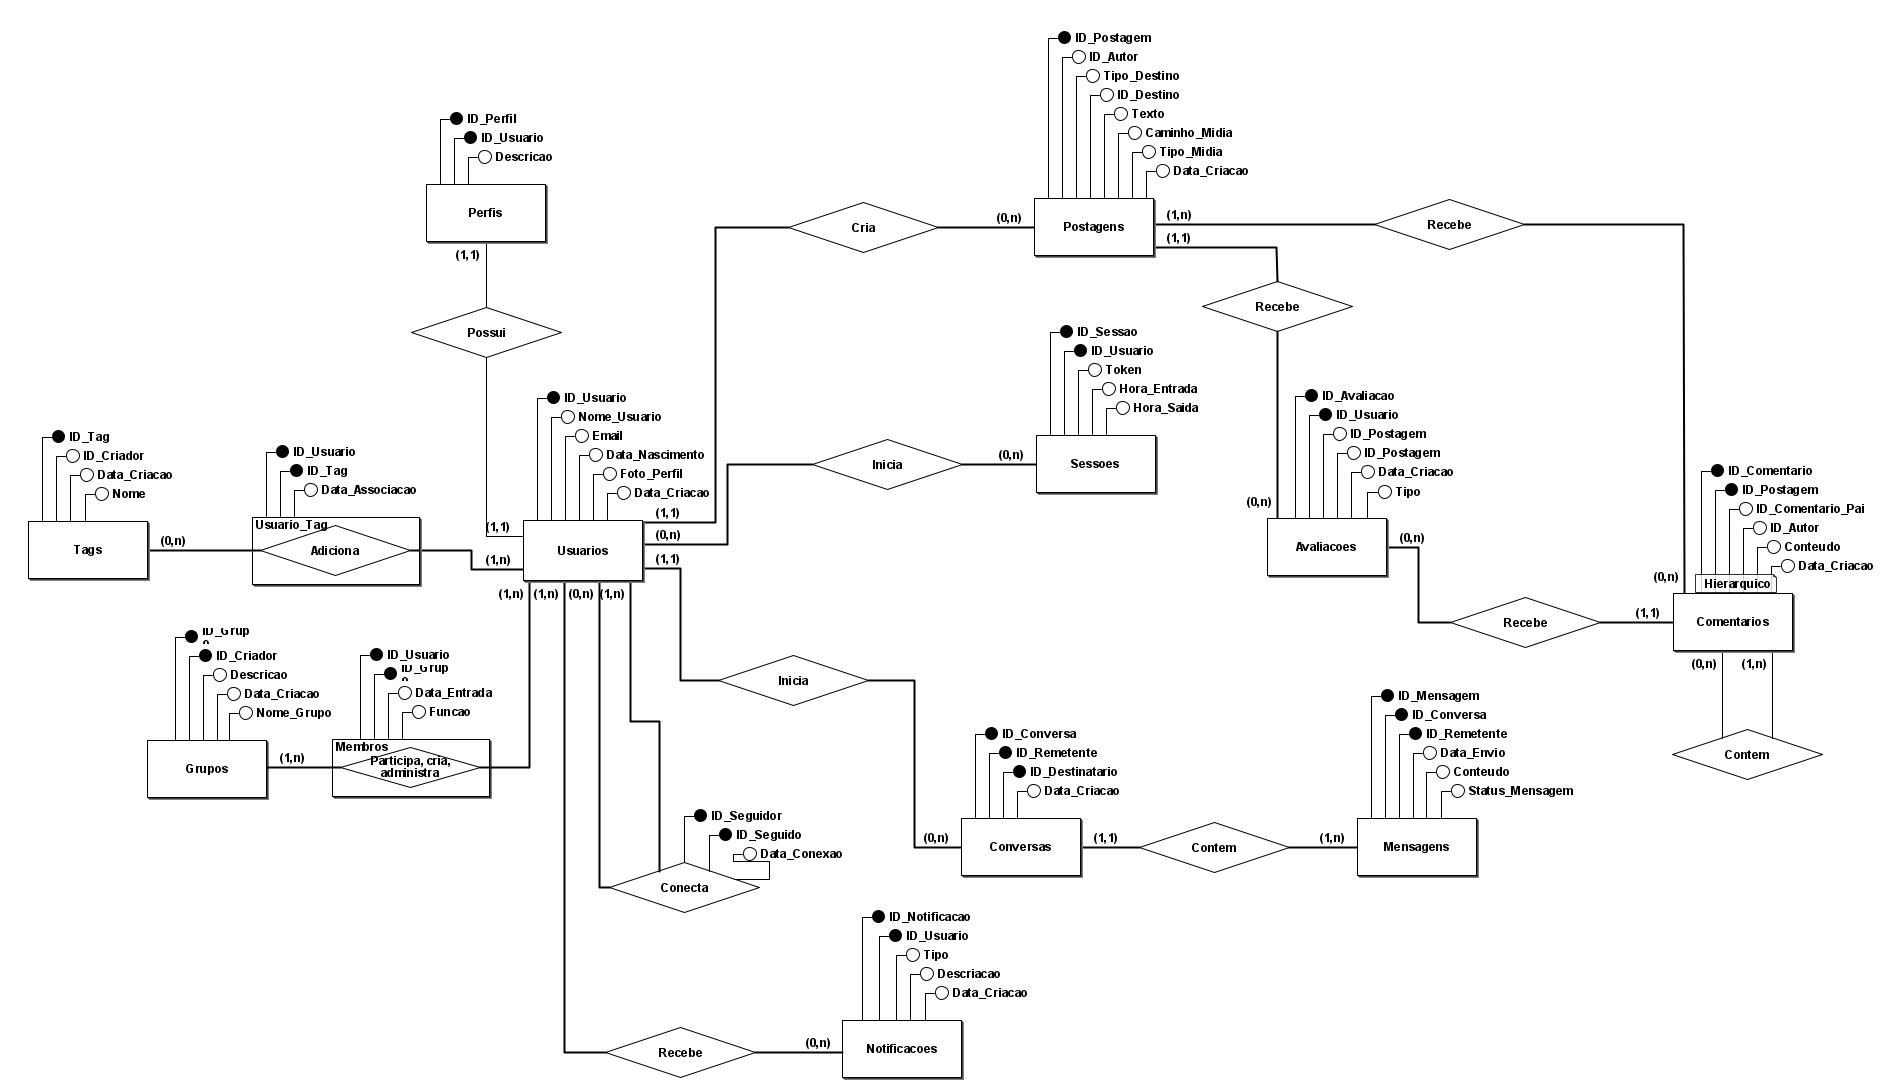 ID_Postagem
ID_Autor
Tipo_Destino
ID_Destino
Texto
Caminho_Midia
Tipo_Midia
Data_Criacao
Postagens
(0,n)
Cria
(1,n)
(1,1)
Recebe
Recebe
ID_Perfil
ID_Usuario
Descricao
Perfis
(1,1)
Possui
(1,1)
ID_Sessao
ID_Usuario
Token
Hora_Entrada
Hora_Saida
Sessoes
(0,n)
Inicia
ID_Usuario
Nome_Usuario
Email
Data_Nascimento
Foto_Perfil
Data_Criacao
Usuarios
(1,1)
(0,n)
(1,1)
(1,n)
(1,n)
(1,n)
(0,n)
(1,n)
ID_Tag
ID_Criador
Data_Criacao
Nome
Tags
(0,n)
ID_Usuario
ID_Tag
Data_Associacao
Usuario_Tag
Adiciona
ID_Avaliacao
ID_Usuario
ID_Postagem
ID_Postagem
Data_Criacao
Tipo
Avaliacoes
(0,n)
(0,n)
Recebe
(1,1)
ID_Comentario
ID_Postagem
ID_Comentario_Pai
ID_Autor
Conteudo
Data_Criacao
Hierarquico
Comentarios
(0,n)
(0,n)
(1,n)
Contem
ID_Grupo
ID_Criador
Descricao
Data_Criacao
Nome_Grupo
Grupos
(1,n)
ID_Usuario
ID_Grupo
Data_Entrada
Funcao
Membros
Participa, cria,
administra
Inicia
ID_Conversa
ID_Remetente
ID_Destinatario
Data_Criacao
Conversas
(0,n)
(1,1)
Contem
(1,n)
ID_Mensagem
ID_Conversa
ID_Remetente
Data_Envio
Conteudo
Status_Mensagem
Mensagens
ID_Seguidor
ID_Seguido
Data_Conexao
Conecta
ID_Notificacao
ID_Usuario
Tipo
Descriacao
Data_Criacao
Notificacoes
(0,n)
Recebe